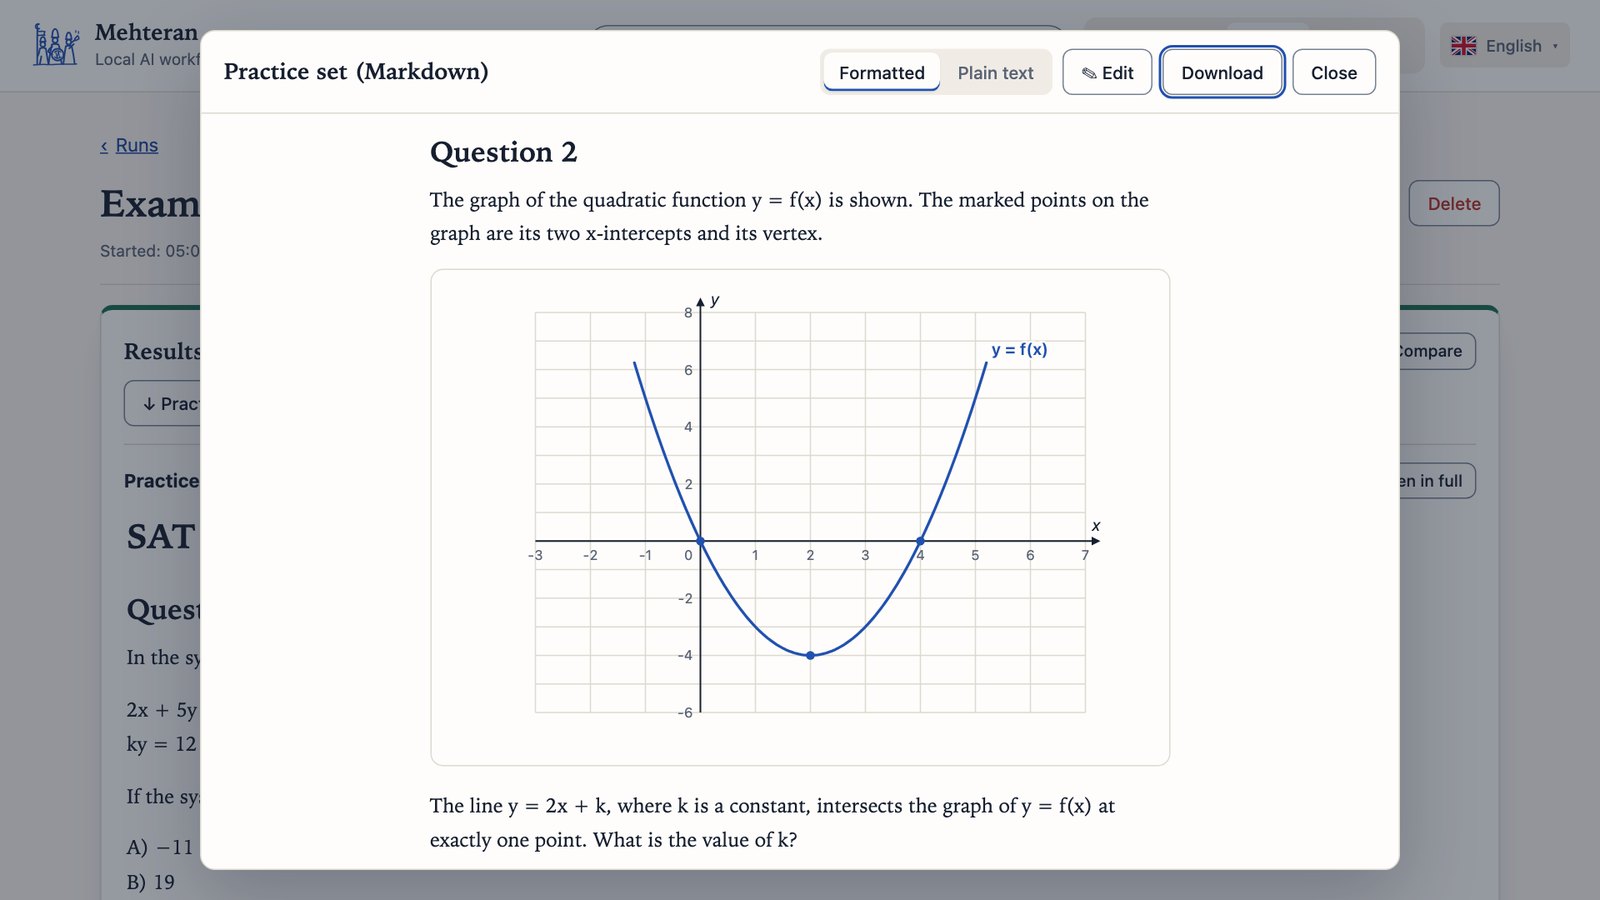 Mehteran
Local AI workf
English
Practice set (Markdown)
Formatted
Plain text
Edit
Download
Close
‹ Runs
Exam
Started: 05:0
Delete
Results
Compare
↓ Prac
Practice
en in full
SAT
Quest
In the sy
2x + 5y
ky = 12
If the sys
A) −11
B) 19
Question 2
The graph of the quadratic function y = f(x) is shown. The marked points on the
graph are its two x-intercepts and its vertex.
y
8
y = f(x)
6
4
2
x
-3 -2 -1 0 1 2 3 4 5 6 7
-2
-4
-6
The line y = 2x + k, where k is a constant, intersects the graph of y = f(x) at
exactly one point. What is the value of k?